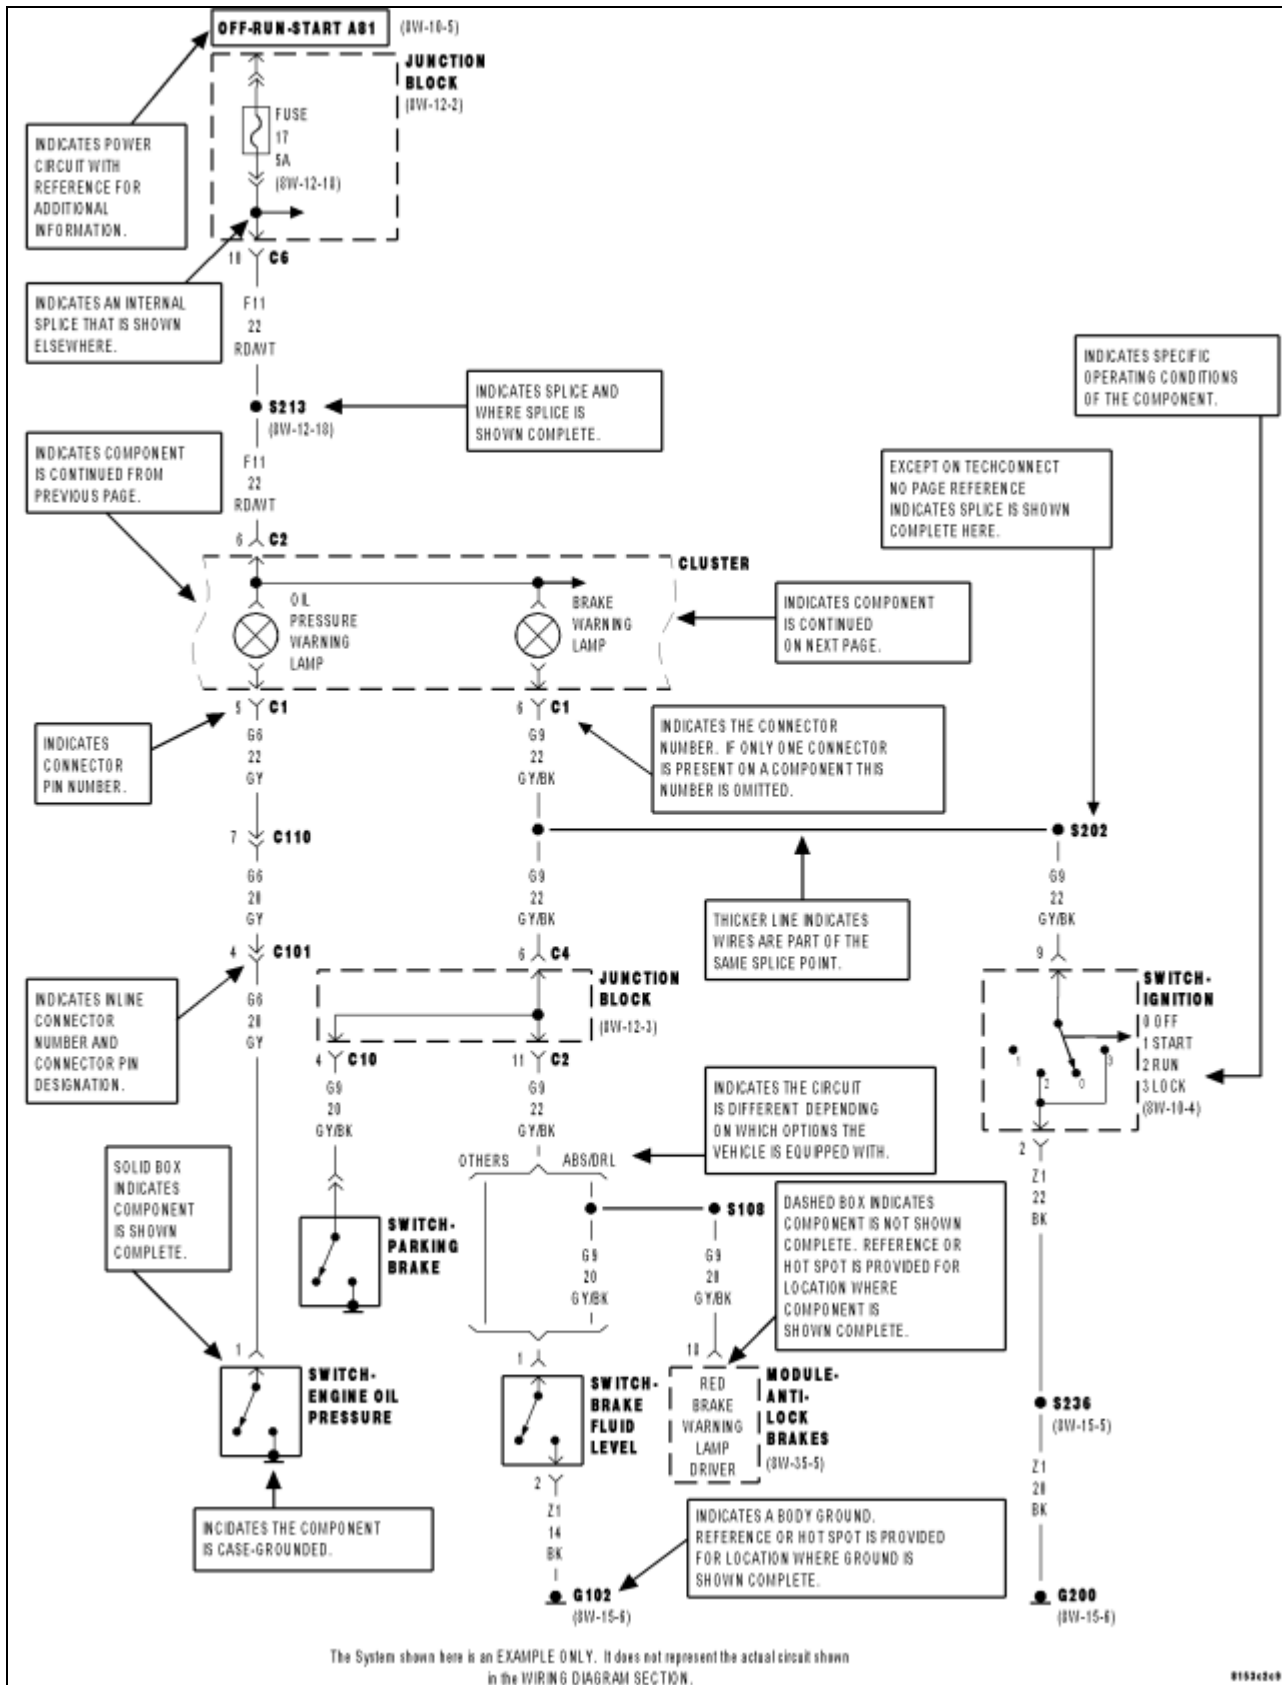 OFF-RUN-START A81 (8W-10-5)
JUNCTION
BLOCK
(8W-12-2)
FUSE
17
5A
(8W-12-18)
INDICATES POWER
CIRCUIT WITH
REFERENCE FOR
ADDITIONAL
INFORMATION.
18 C6
INDICATES AN INTERNAL
SPLICE THAT IS SHOWN
ELSEWHERE.
F11
22
RD/WT
INDICATES SPECIFIC
OPERATING CONDITIONS
OF THE COMPONENT.
S213
(8W-12-18)
INDICATES SPLICE AND
WHERE SPLICE IS
SHOWN COMPLETE.
INDICATES COMPONENT
IS CONTINUED FROM
PREVIOUS PAGE.
F11
22
RD/WT
EXCEPT ON TECHCONNECT
NO PAGE REFERENCE
INDICATES SPLICE IS SHOWN
COMPLETE HERE.
6 C2
CLUSTER
OIL
PRESSURE
WARNING
LAMP
BRAKE
WARNING
LAMP
INDICATES COMPONENT
IS CONTINUED
ON NEXT PAGE.
5 C1
6 C1
INDICATES
CONNECTOR
PIN NUMBER.
G6
22
GY
G9
22
GY/BK
INDICATES THE CONNECTOR
NUMBER. IF ONLY ONE CONNECTOR
IS PRESENT ON A COMPONENT THIS
NUMBER IS OMITTED.
7 C110
S202
G6
20
GY
G9
22
GY/BK
THICKER LINE INDICATES
WIRES ARE PART OF THE
SAME SPLICE POINT.
G9
22
GY/BK
4 C101
6 C4
9
INDICATES INLINE
CONNECTOR
NUMBER AND
CONNECTOR PIN
DESIGNATION.
G6
20
GY
JUNCTION
BLOCK
(8W-12-3)
SWITCH-
IGNITION
0 OFF
1 START
2 RUN
3 LOCK
(8W-10-4)
1
2
0
3
4 C10
11 C2
G9
20
GY/BK
G9
22
GY/BK
INDICATES THE CIRCUIT
IS DIFFERENT DEPENDING
ON WHICH OPTIONS THE
VEHICLE IS EQUIPPED WITH.
2
OTHERS
ABS/DRL
SOLID BOX
INDICATES
COMPONENT
IS SHOWN
COMPLETE.
Z1
22
BK
S108
DASHED BOX INDICATES
COMPONENT IS NOT SHOWN
COMPLETE. REFERENCE OR
HOT SPOT IS PROVIDED FOR
LOCATION WHERE
COMPONENT IS
SHOWN COMPLETE.
SWITCH-
PARKING
BRAKE
G9
20
GY/BK
G9
20
GY/BK
1
1
18
SWITCH-
ENGINE OIL
PRESSURE
SWITCH-
BRAKE
FLUID
LEVEL
RED
BRAKE
WARNING
LAMP
DRIVER
MODULE-
ANTI-
LOCK
BRAKES
(8W-35-5)
S236
(8W-15-5)
2
Z1
20
BK
INCIDATES THE COMPONENT
IS CASE-GROUNDED.
Z1
14
BK
INDICATES A BODY GROUND.
REFERENCE OR HOT SPOT IS PROVIDED
FOR LOCATION WHERE GROUND IS
SHOWN COMPLETE.
G102
(8W-15-6)
G200
(8W-15-6)
The System shown here is an EXAMPLE ONLY. It does not represent the actual circuit shown
in the WIRING DIAGRAM SECTION.